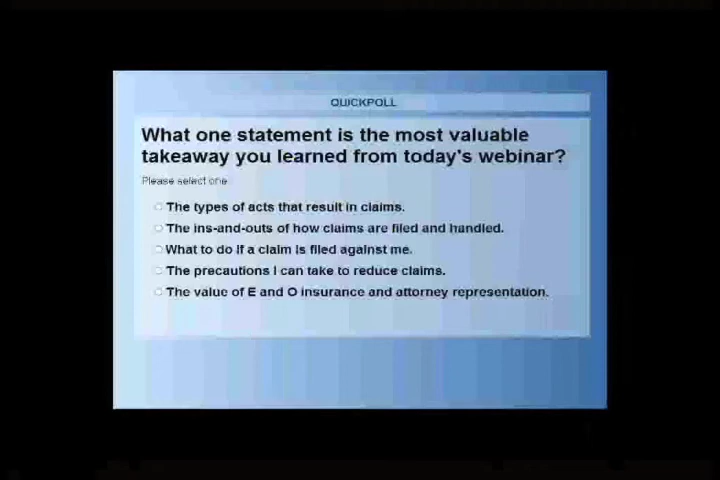 QUICKPOLL
What one statement is the most valuable
takeaway you learned from today's webinar?
Please select one
The types of acts that result in claims.
The ins-and-outs of how claims are filed and handled.
What to do if a claim is filed against me.
The precautions I can take to reduce claims.
The value of E and O insurance and attorney representation.